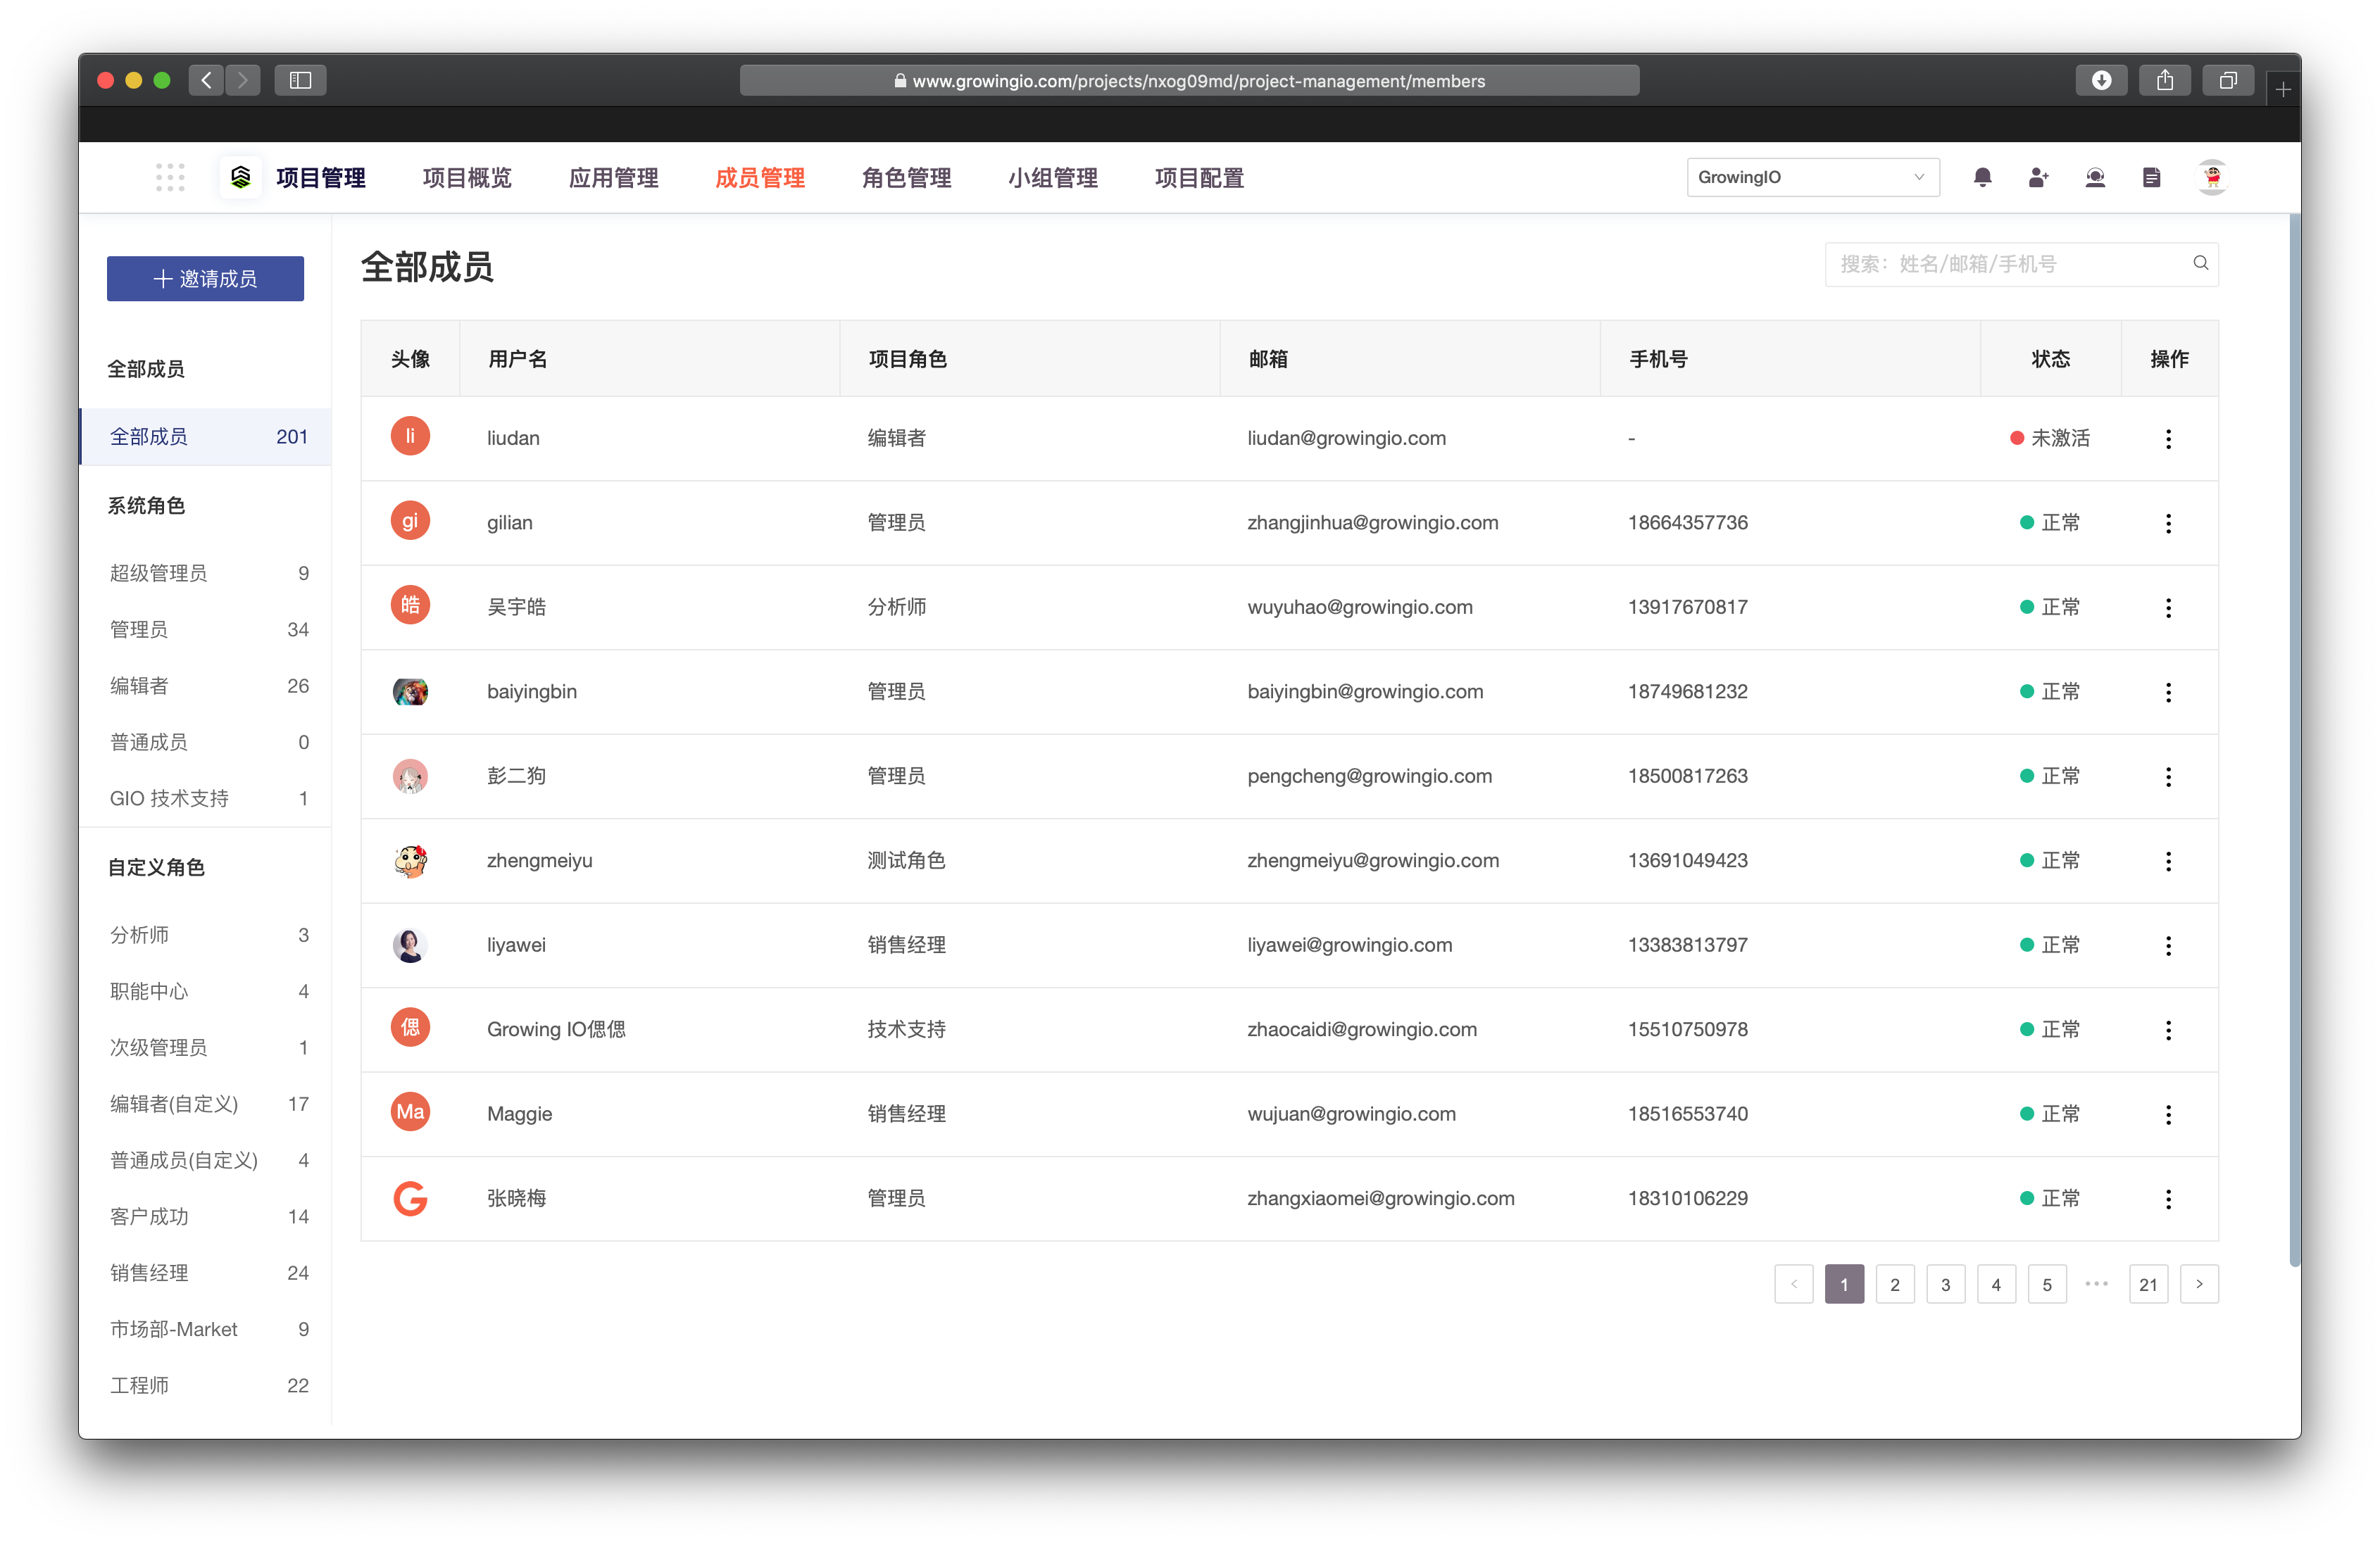 www.growingio.com/projects/nxog09md/project-management/members
项目管理 项目概览 应用管理 成员管理 角色管理 小组管理 项目配置 GrowingIO
邀请成员
全部成员
全部成员 201
系统角色
超级管理员 9
管理员 34
编辑者 26
普通成员 0
GIO 技术支持 1
自定义角色
分析师 3
职能中心 4
次级管理员 1
编辑者(自定义) 17
普通成员(自定义) 4
客户成功 14
销售经理 24
市场部-Market 9
工程师 22
全部成员
搜索：姓名/邮箱/手机号
头像 用户名 项目角色 邮箱 手机号 状态 操作
li liudan 编辑者 liudan@growingio.com - 未激活
gi gilian 管理员 zhangjinhua@growingio.com 18664357736 正常
皓 吴宇皓 分析师 wuyuhao@growingio.com 13917670817 正常
baiyingbin 管理员 baiyingbin@growingio.com 18749681232 正常
彭二狗 管理员 pengcheng@growingio.com 18500817263 正常
zhengmeiyu 测试角色 zhengmeiyu@growingio.com 13691049423 正常
liyawei 销售经理 liyawei@growingio.com 13383813797 正常
偲 Growing IO偲偲 技术支持 zhaocaidi@growingio.com 15510750978 正常
Ma Maggie 销售经理 wujuan@growingio.com 18516553740 正常
G 张晓梅 管理员 zhangxiaomei@growingio.com 18310106229 正常
1 2 3 4 5 ••• 21